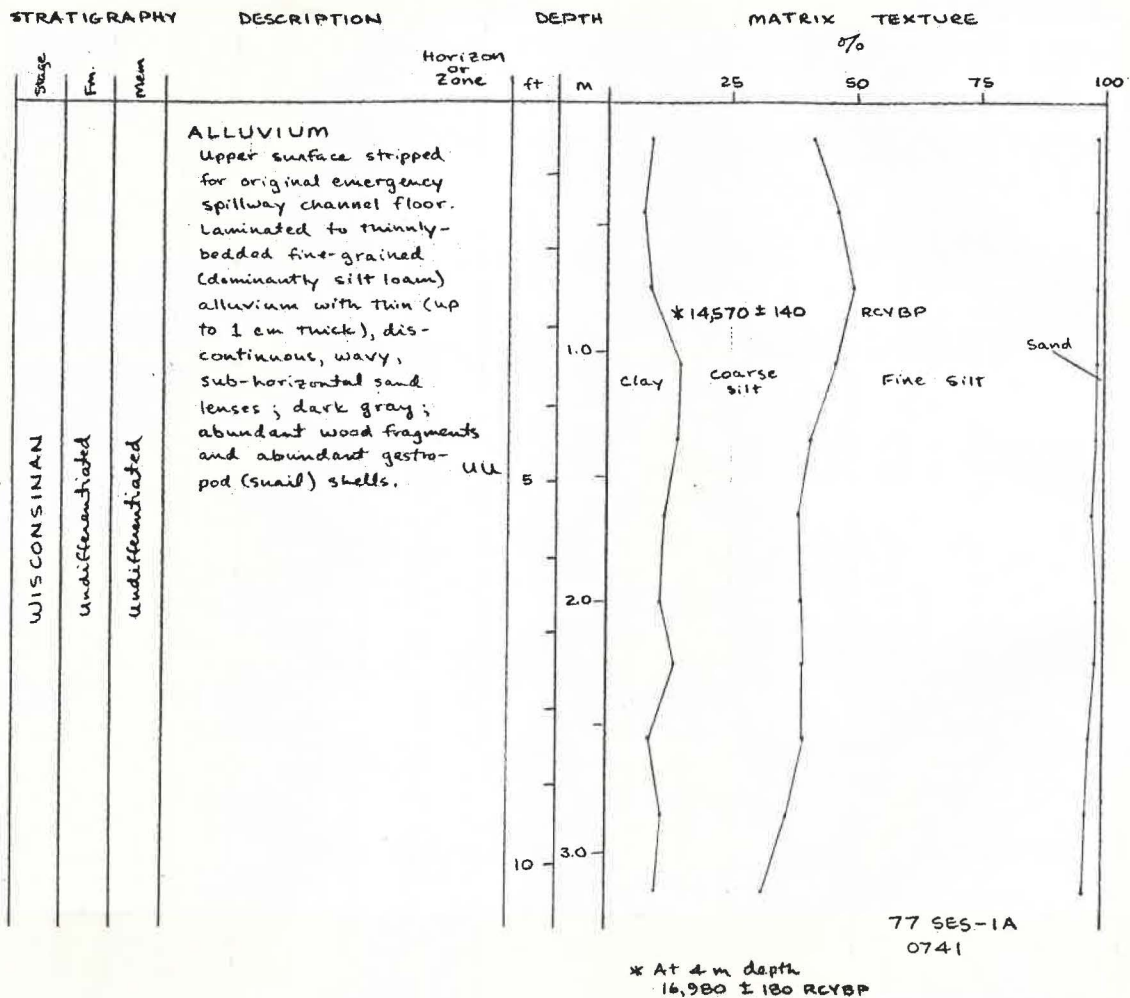 STRATIGRAPHY DESCRIPTION DEPTH MATRIX TEXTURE
%
Stage Fm. Mem Horizon or Zone ft m 25 50 75 100
ALLUVIUM
Upper surface stripped
for original emergency
spillway channel floor.
Laminated to thinnly-
bedded fine-grained
(dominantly silt loam)
alluvium with thin (up
to 1 cm thick), dis-
continuous, wavy,
sub-horizontal sand
lenses; dark gray;
abundant wood fragments
and abundant gastro-
pod (snail) shells.
UU
WISCONSINAN
Undifferentiated
Undifferentiated
5
10
1.0
2.0
3.0
* 14,570 ± 140 RCYBP
Clay
Coarse
silt
Fine silt
Sand
77 SES-1A
0741
* At 4 m depth
16,980 ± 180 RCYBP